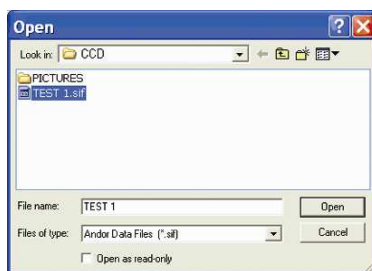 Open
Look in: CCD
PICTURES
TEST 1.sif
File name: TEST 1 Open
Files of type: Andor Data Files (*.sif) Cancel
Open as read-only